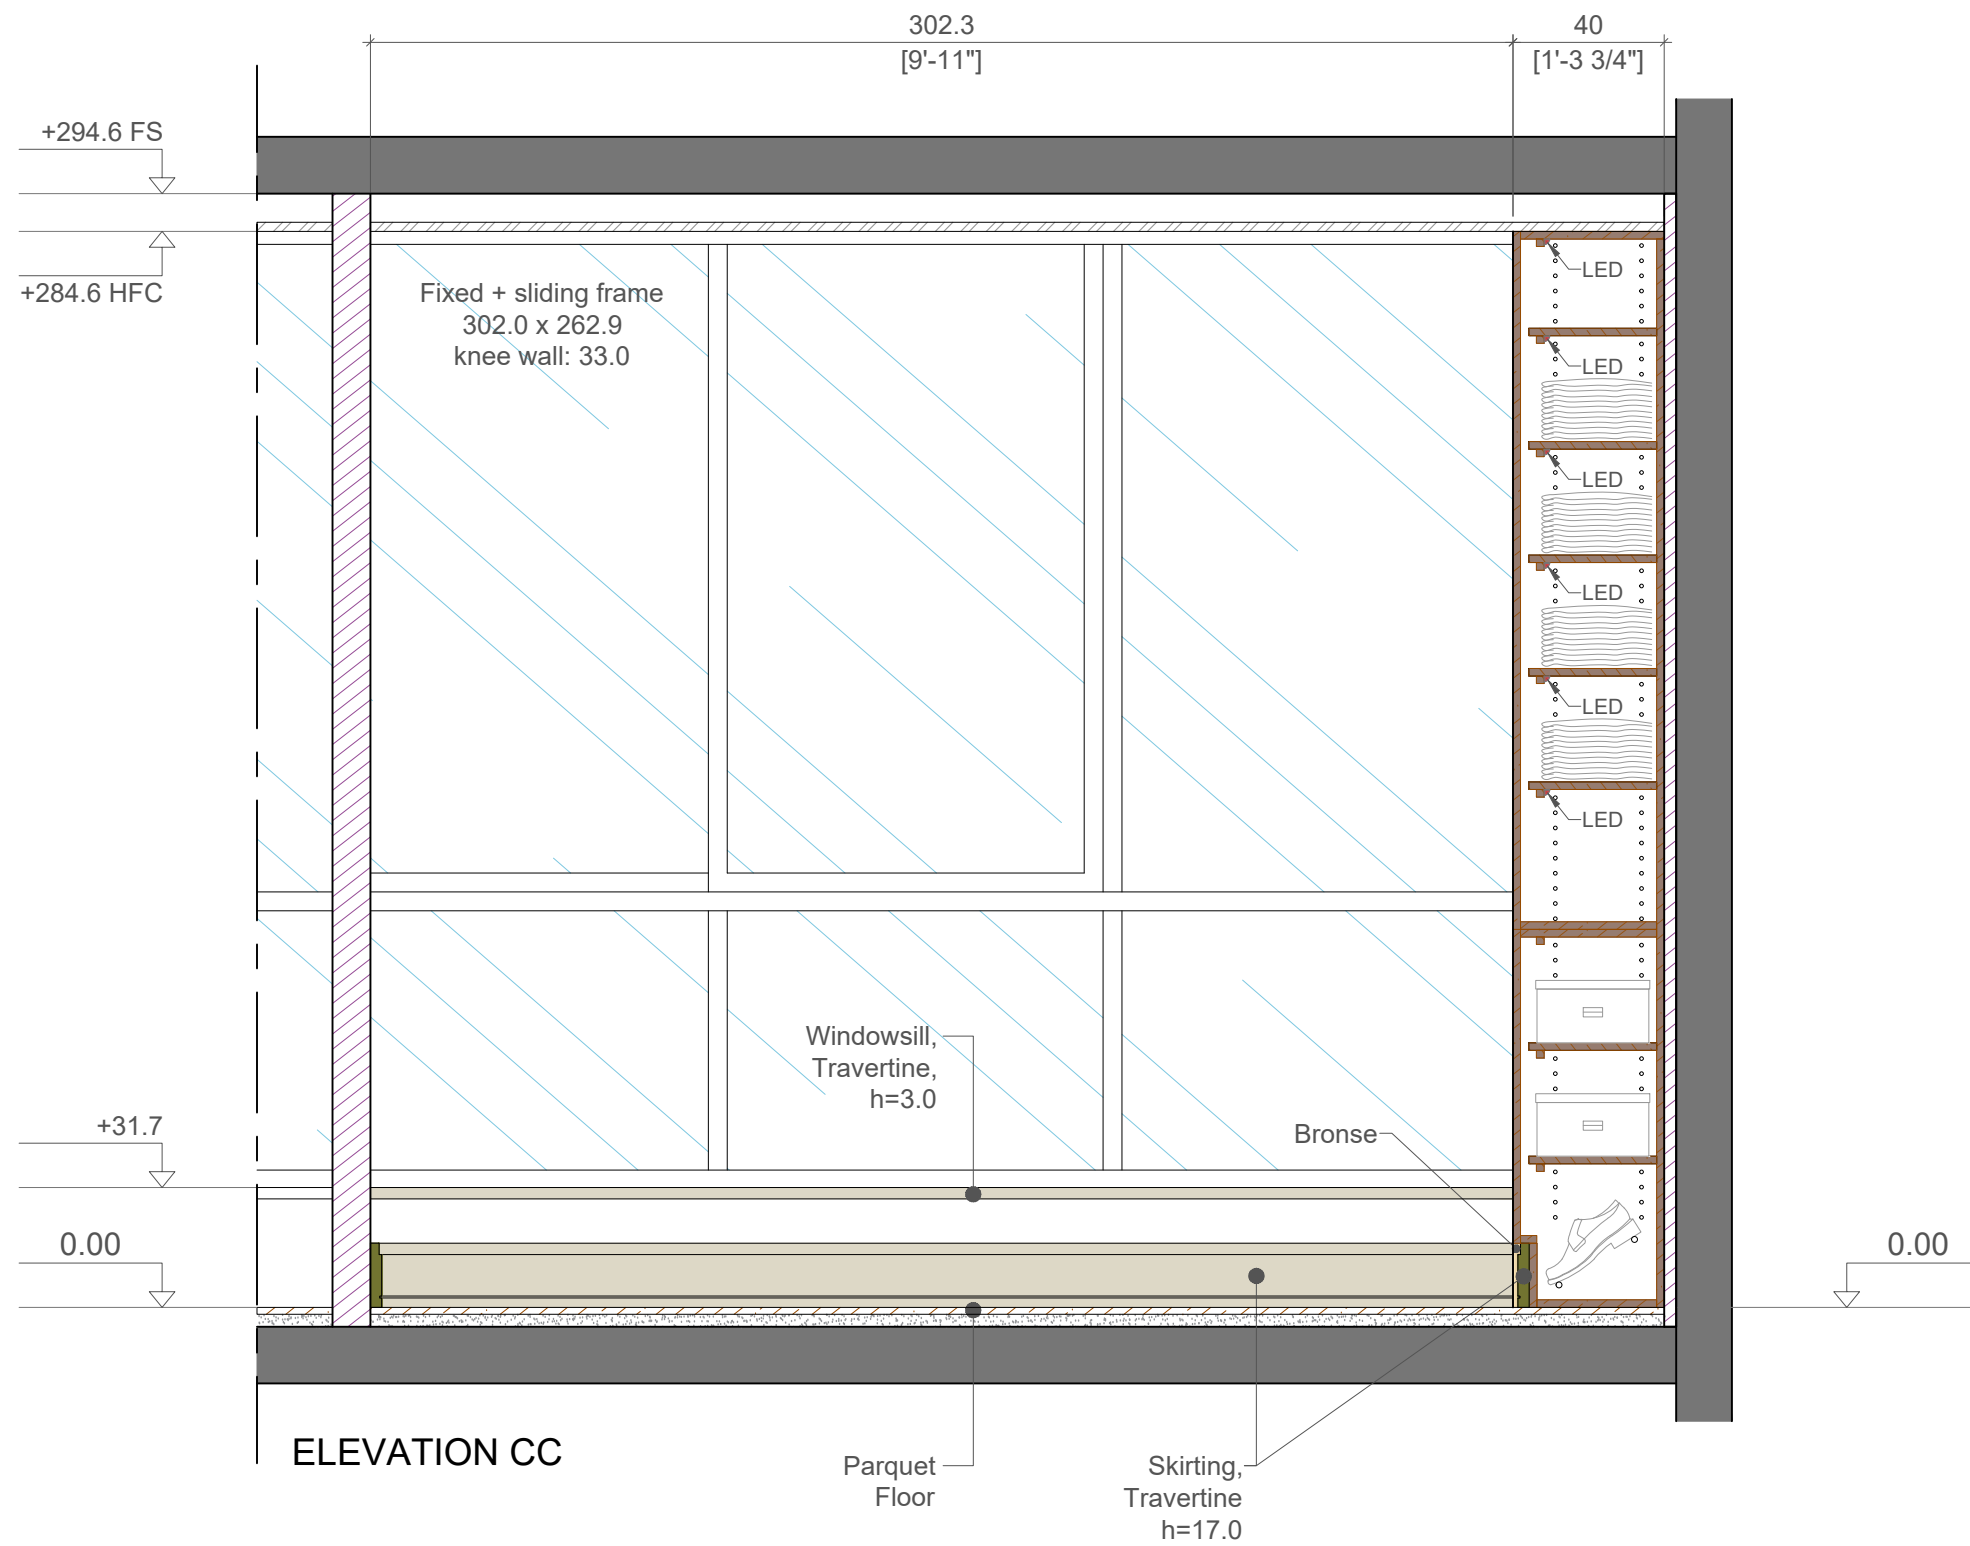 302.3
[9'-11"]
40
[1'-3 3/4"]
+294.6 FS
+284.6 HFC
Fixed + sliding frame
302.0 x 262.9
knee wall: 33.0
LED
LED
LED
LED
LED
LED
Windowsill,
Travertine,
h=3.0
Bronse
+31.7
0.00
0.00
ELEVATION CC
Parquet
Floor
Skirting,
Travertine
h=17.0